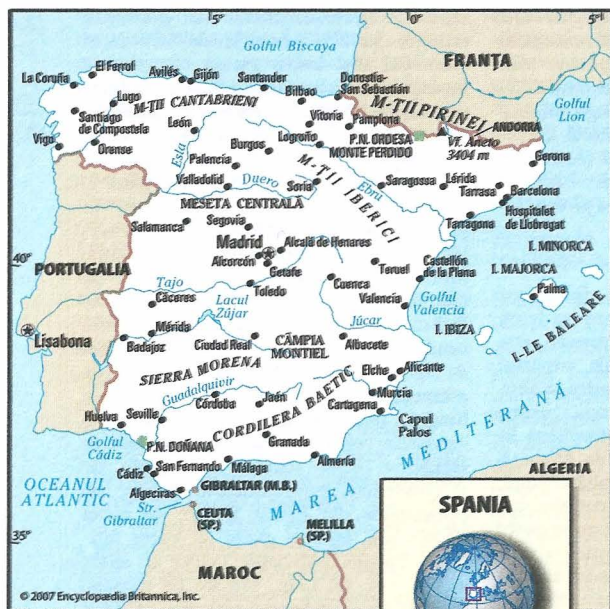 5°
0°
5°
Golful Biscaya
FRANȚA
La Coruña
El Ferrol
Avilés
Gijón
Santander
Bilbao
Donostia-
San Sebastián
Golful
Lion
Lugo
M-ȚII CANTABRIENI
Vitoria
Pamplona
M-ȚII PIRINEI
ANDORRA
Santiago
de Compostela
León
Logroño
P.N. ORDESA
MONTE PERDIDO
Vf. Aneto
3404 m
Vigo
Orense
Esla
Burgos
Palencia
Gerona
Valladolid
Duero
Soria
M-ȚII IBERICI
Ebru
Saragossa
Lérida
Tarrasa
Barcelona
MESETA CENTRALĂ
Hospitalet
de Llobregat
Salamanca
Segovia
Tarragona
Madrid
Alcalá de Henares
I. MINORCA
40°
PORTUGALIA
Alcorcón
Getafe
Teruel
Castellón
de la Plana
I. MAJORCA
Tajo
Toledo
Cuenca
Palma
Cáceres
Lacul
Zújar
Valencia
Golful
Valencia
I-LE BALEARE
Lisabona
Mérida
Júcar
I. IBIZA
Badajoz
Ciudad Real
CÂMPIA
MONTIEL
Albacete
SIERRA MORENA
Elche
Alicante
Guadalquivir
Murcia
Huelva
Seville
Córdoba
Jaén
CORDILERA BAETIC
Cartagena
Capul
Palos
Golful
Cádiz
P.N. DOÑANA
Granada
MAREA MEDITERANĂ
Cádiz
San Fernando
Málaga
Almería
ALGERIA
OCEANUL
ATLANTIC
Algeciras
GIBRALTAR (M.B.)
Str.
Gibraltar
CEUTA
(SP.)
MELILLA
(SP.)
SPANIA
35°
MAROC
© 2007 Encyclopædia Britannica, Inc.